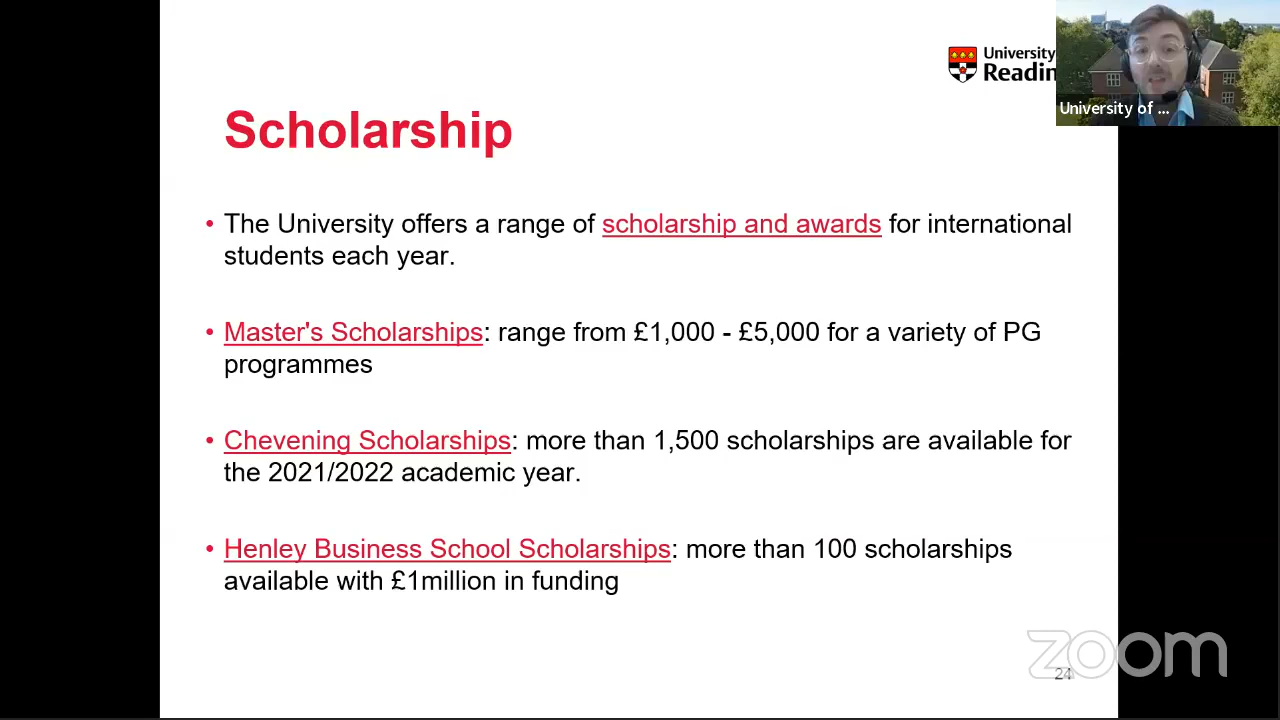 University
Readin
University of ...
Scholarship
• The University offers a range of scholarship and awards for international
students each year.
• Master's Scholarships: range from £1,000 - £5,000 for a variety of PG
programmes
• Chevening Scholarships: more than 1,500 scholarships are available for
the 2021/2022 academic year.
• Henley Business School Scholarships: more than 100 scholarships
available with £1million in funding
zoom
24